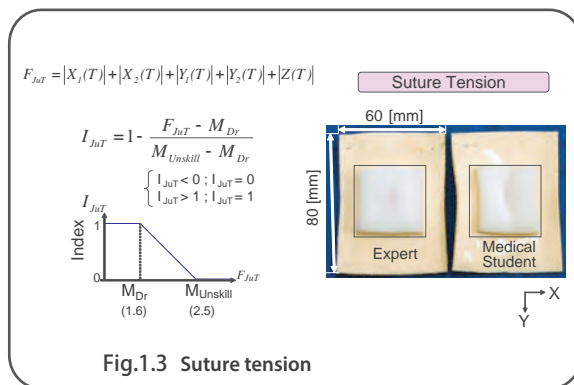 F_JuT = |X_1(T)| + |X_2(T)| + |Y_1(T)| + |Y_2(T)| + |Z(T)|
Suture Tension
I_JuT = 1 - (F_JuT - M_Dr) / (M_Unskill - M_Dr)
I_JuT < 0 ; I_JuT = 0
I_JuT > 1 ; I_JuT = 1
I_JuT
1
Index
0
F_JuT
M_Dr
M_Unskill
(1.6)
(2.5)
60 [mm]
80 [mm]
Expert
Medical
Student
X
Y
Fig.1.3 Suture tension